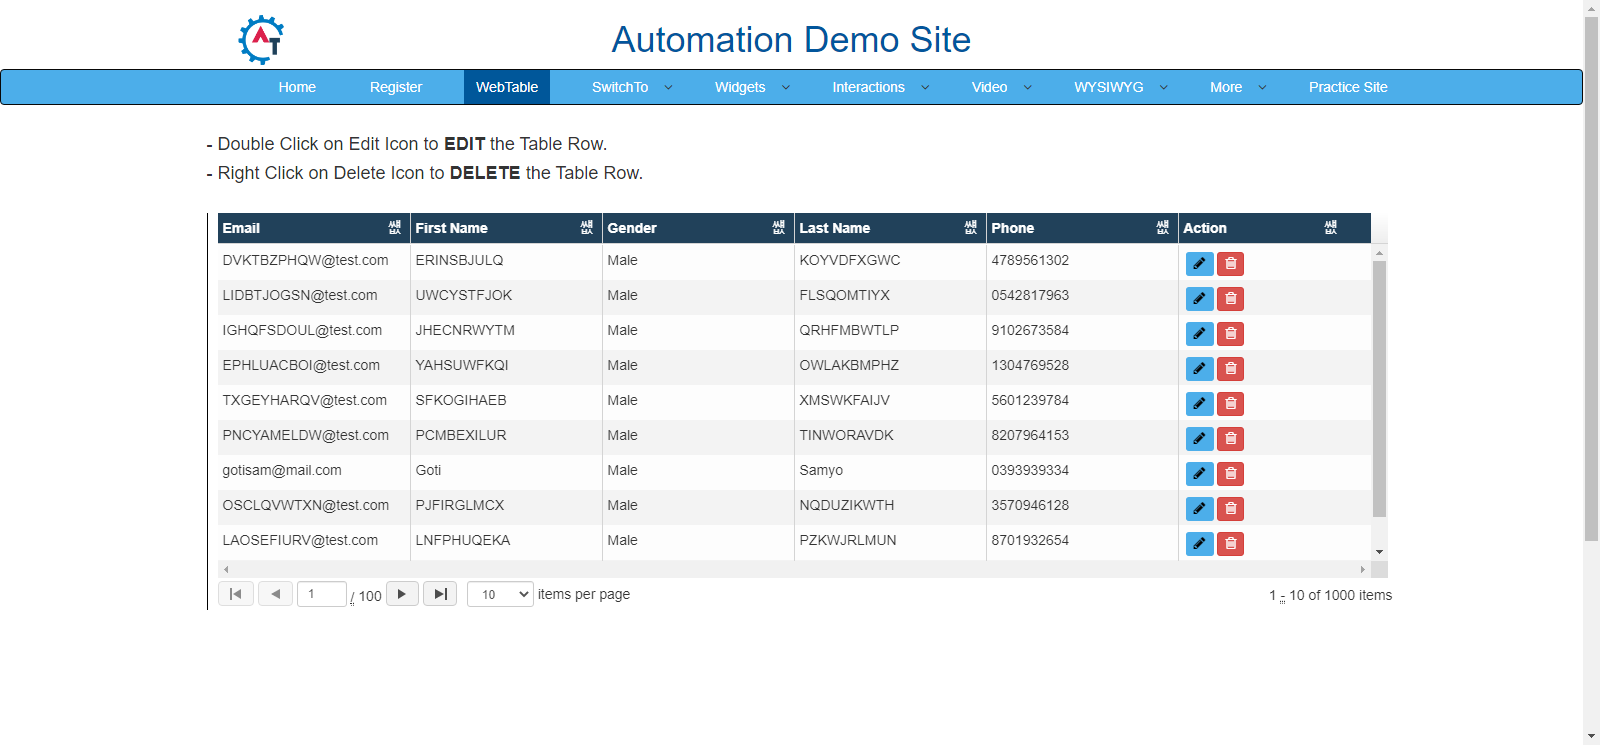 AT
Automation Demo Site
Home Register WebTable SwitchTo Widgets Interactions Video WYSIWYG More Practice Site
- Double Click on Edit Icon to EDIT the Table Row.
- Right Click on Delete Icon to DELETE the Table Row.
Email First Name Gender Last Name Phone Action
DVKTBZPHQW@test.com ERINSBJULQ Male KOYVDFXGWC 4789561302
LIDBTJOGSN@test.com UWCYSTFJOK Male FLSQOMTIYX 0542817963
IGHQFSDOUL@test.com JHECNRWYTM Male QRHFMBWTLP 9102673584
EPHLUACBOI@test.com YAHSUWFKQI Male OWLAKBMPHZ 1304769528
TXGEYHARQV@test.com SFKOGIHAEB Male XMSWKFAIJV 5601239784
PNCYAMELDW@test.com PCMBEXILUR Male TINWORAVDK 8207964153
gotisam@mail.com Goti Male Samyo 0393939334
OSCLQVWTXN@test.com PJFIRGLMCX Male NQDUZIKWTH 3570946128
LAOSEFIURV@test.com LNFPHUQEKA Male PZKWJRLMUN 8701932654
1 / 100 10 items per page 1 - 10 of 1000 items